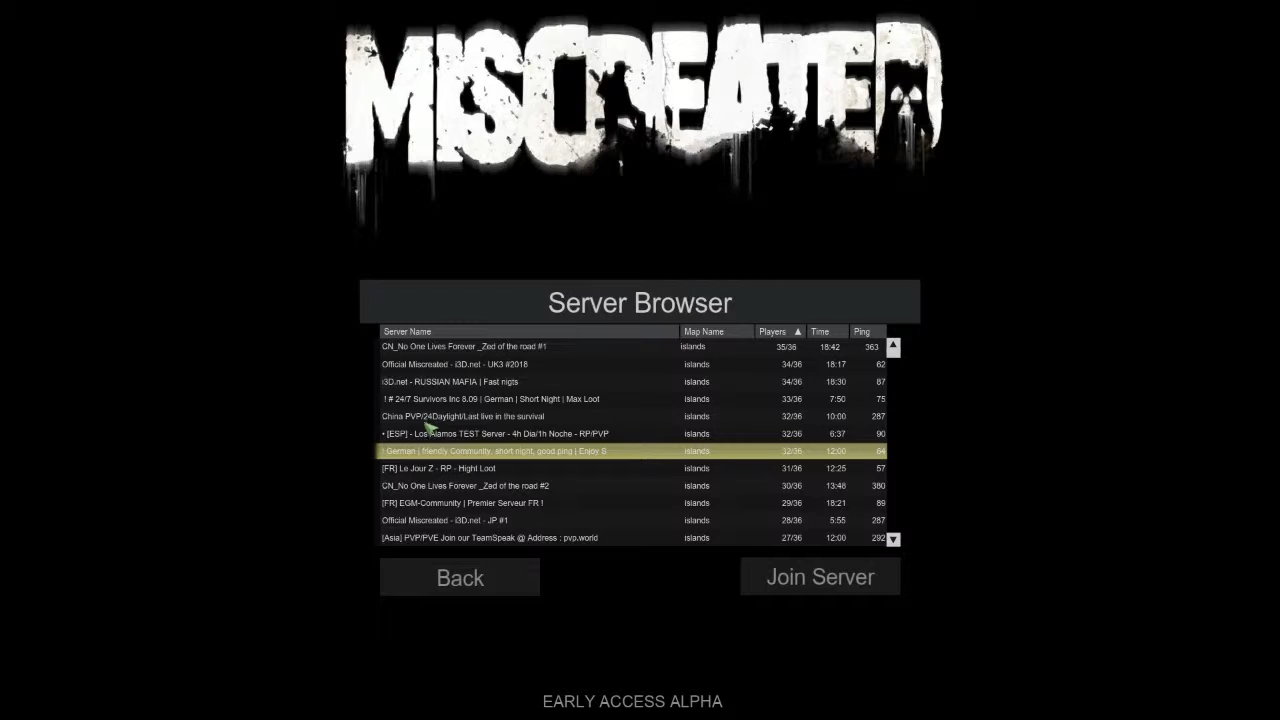 MISCREATED
Server Browser
Server Name Map Name Players ▲ Time Ping
CN_No One Lives Forever _Zed of the road #1 islands 35/36 18:42 363
Official Miscreated - i3D.net - UK3 #2018 islands 34/36 18:17 62
i3D.net - RUSSIAN MAFIA | Fast nigts islands 34/36 18:30 87
! # 24/7 Survivors Inc 8.09 | German | Short Night | Max Loot islands 33/36 7:50 75
China PVP/24Daylight/Last live in the survival islands 32/36 10:00 287
• [ESP] - Los Alamos TEST Server - 4h Dia/1h Noche - RP/PVP islands 32/36 6:37 90
! German | friendly Community, short night, good ping | Enjoy S islands 32/36 12:00 64
[FR] Le Jour Z - RP - Hight Loot islands 31/36 12:25 57
CN_No One Lives Forever _Zed of the road #2 islands 30/36 13:48 380
[FR] EGM-Community | Premier Serveur FR ! islands 29/36 18:21 89
Official Miscreated - i3D.net - JP #1 islands 28/36 5:55 287
[Asia] PVP/PVE Join our TeamSpeak @ Address : pvp.world islands 27/36 12:00 292
Back Join Server
EARLY ACCESS ALPHA